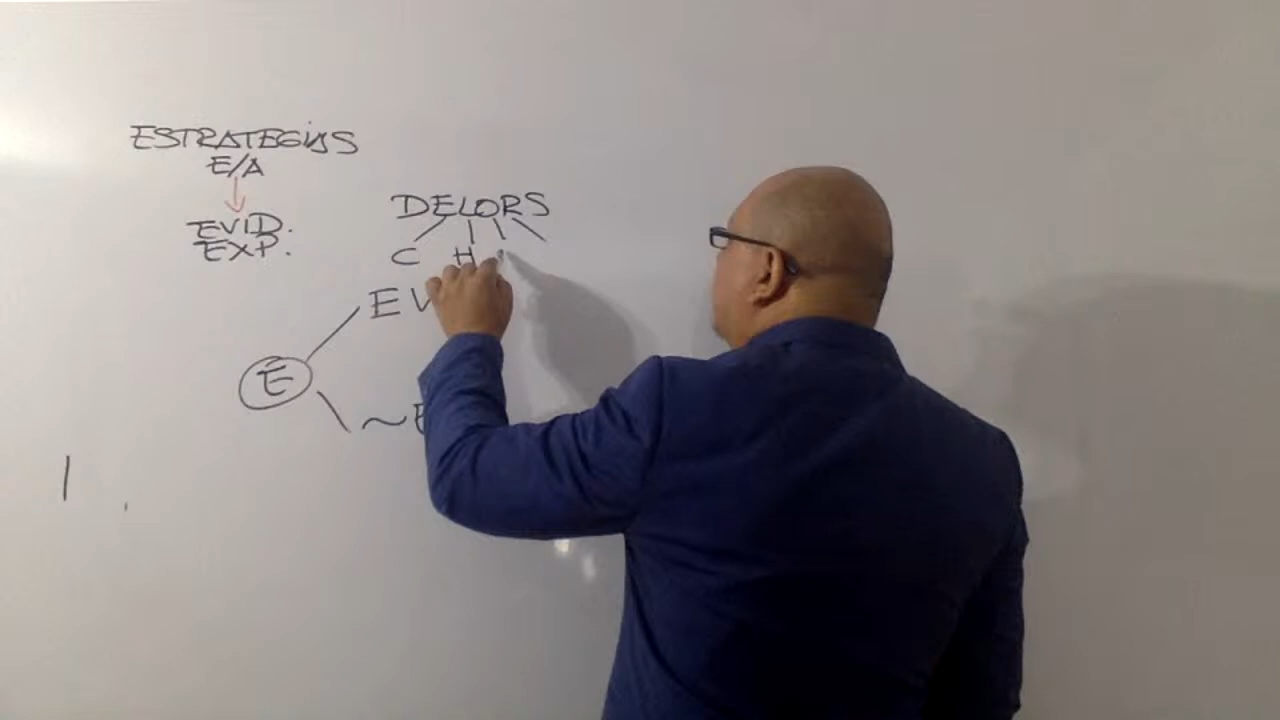 ESTRATEGIAS
E/A
EVID.
EXP.
DELORS
C H
EV
E
~E